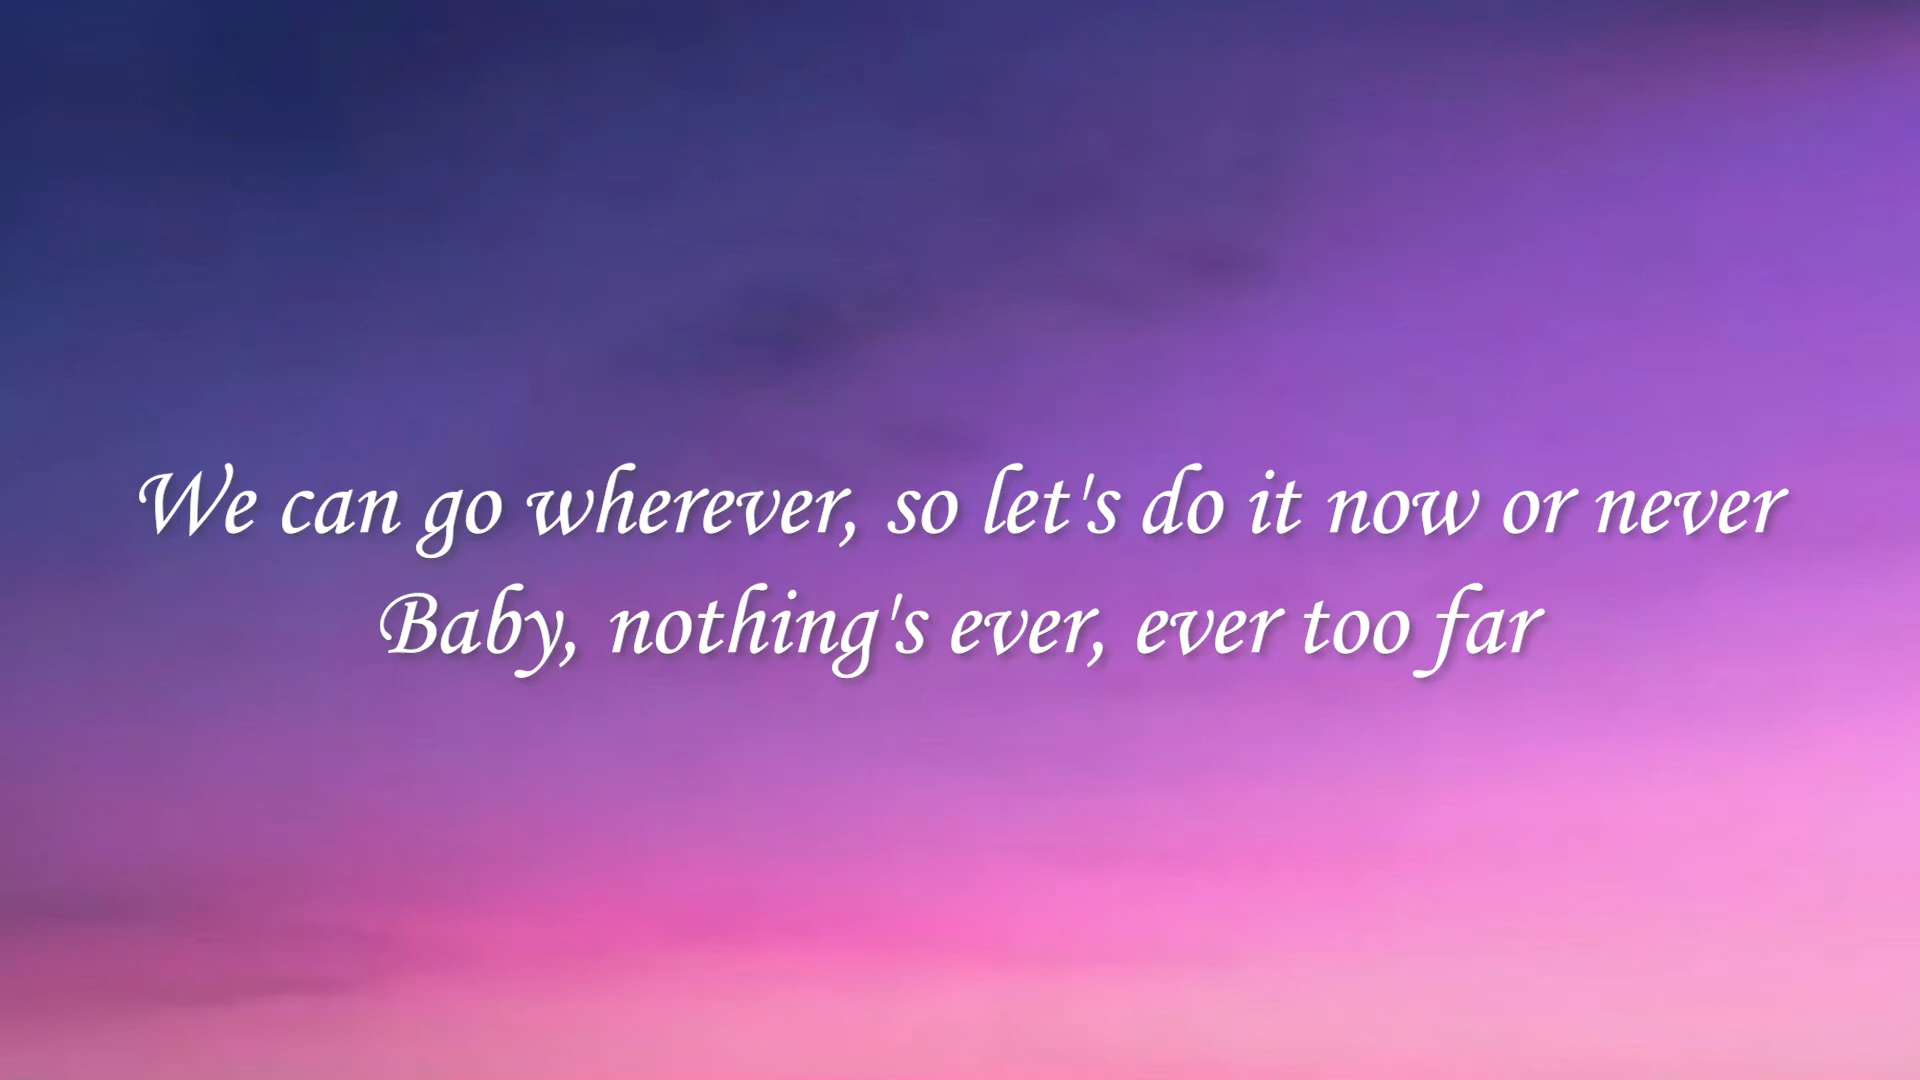 We can go wherever, so let's do it now or never
Baby, nothing's ever, ever too far